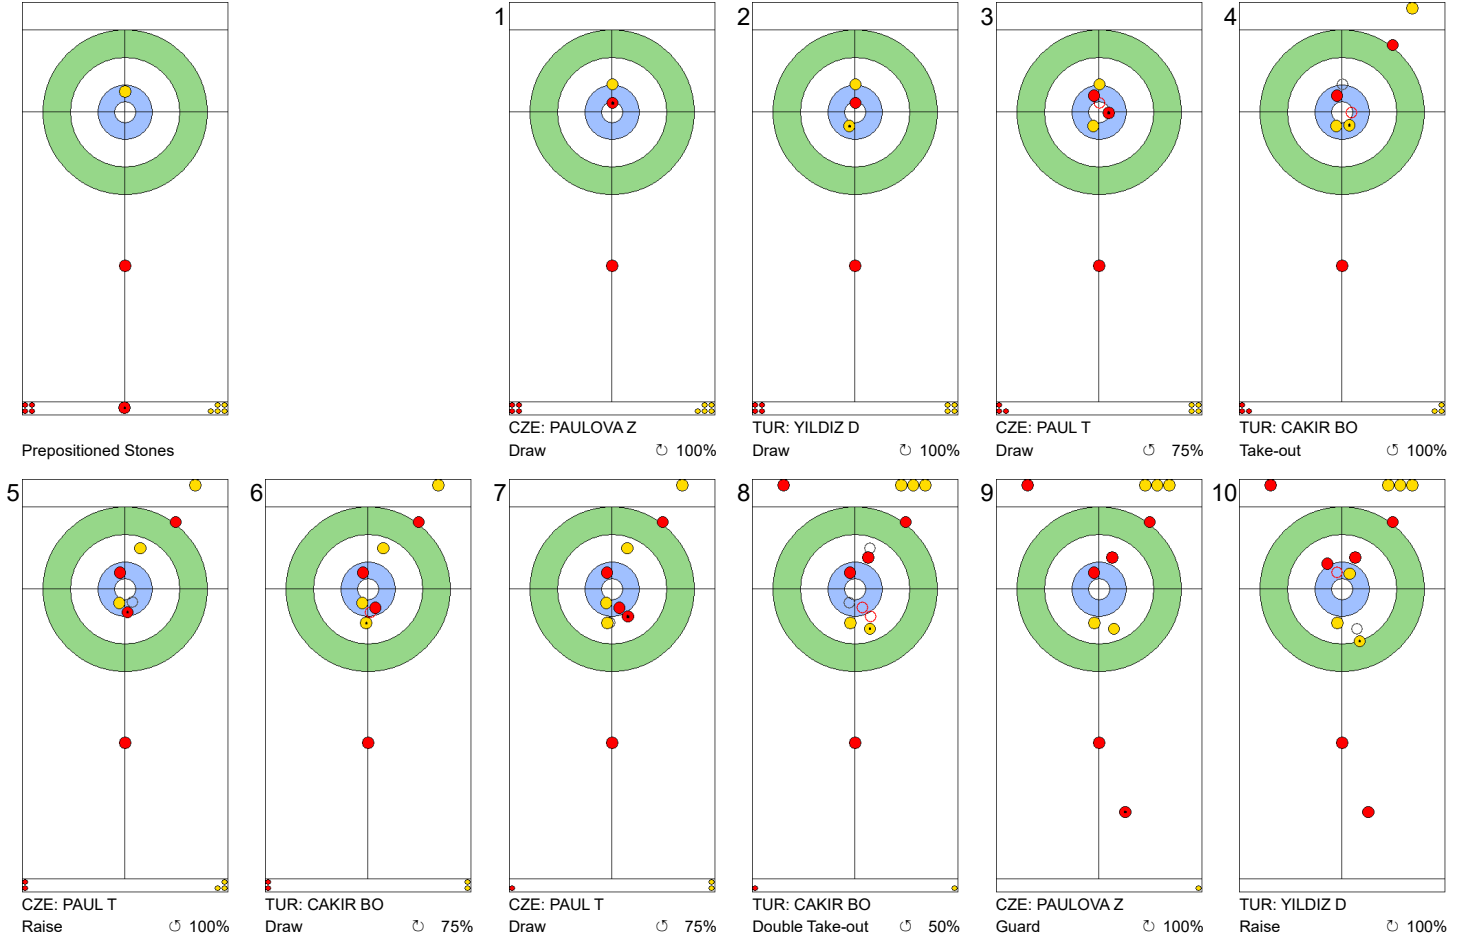 1
2
3
4
Prepositioned Stones
CZE: PAULOVA Z
Draw ↻ 100%
TUR: YILDIZ D
Draw ↻ 100%
CZE: PAUL T
Draw ↺ 75%
TUR: CAKIR BO
Take-out ↺ 100%
5
6
7
8
9
10
CZE: PAUL T
Raise ↺ 100%
TUR: CAKIR BO
Draw ↻ 75%
CZE: PAUL T
Draw ↺ 75%
TUR: CAKIR BO
Double Take-out ↺ 50%
CZE: PAULOVA Z
Guard ↻ 100%
TUR: YILDIZ D
Raise ↻ 100%